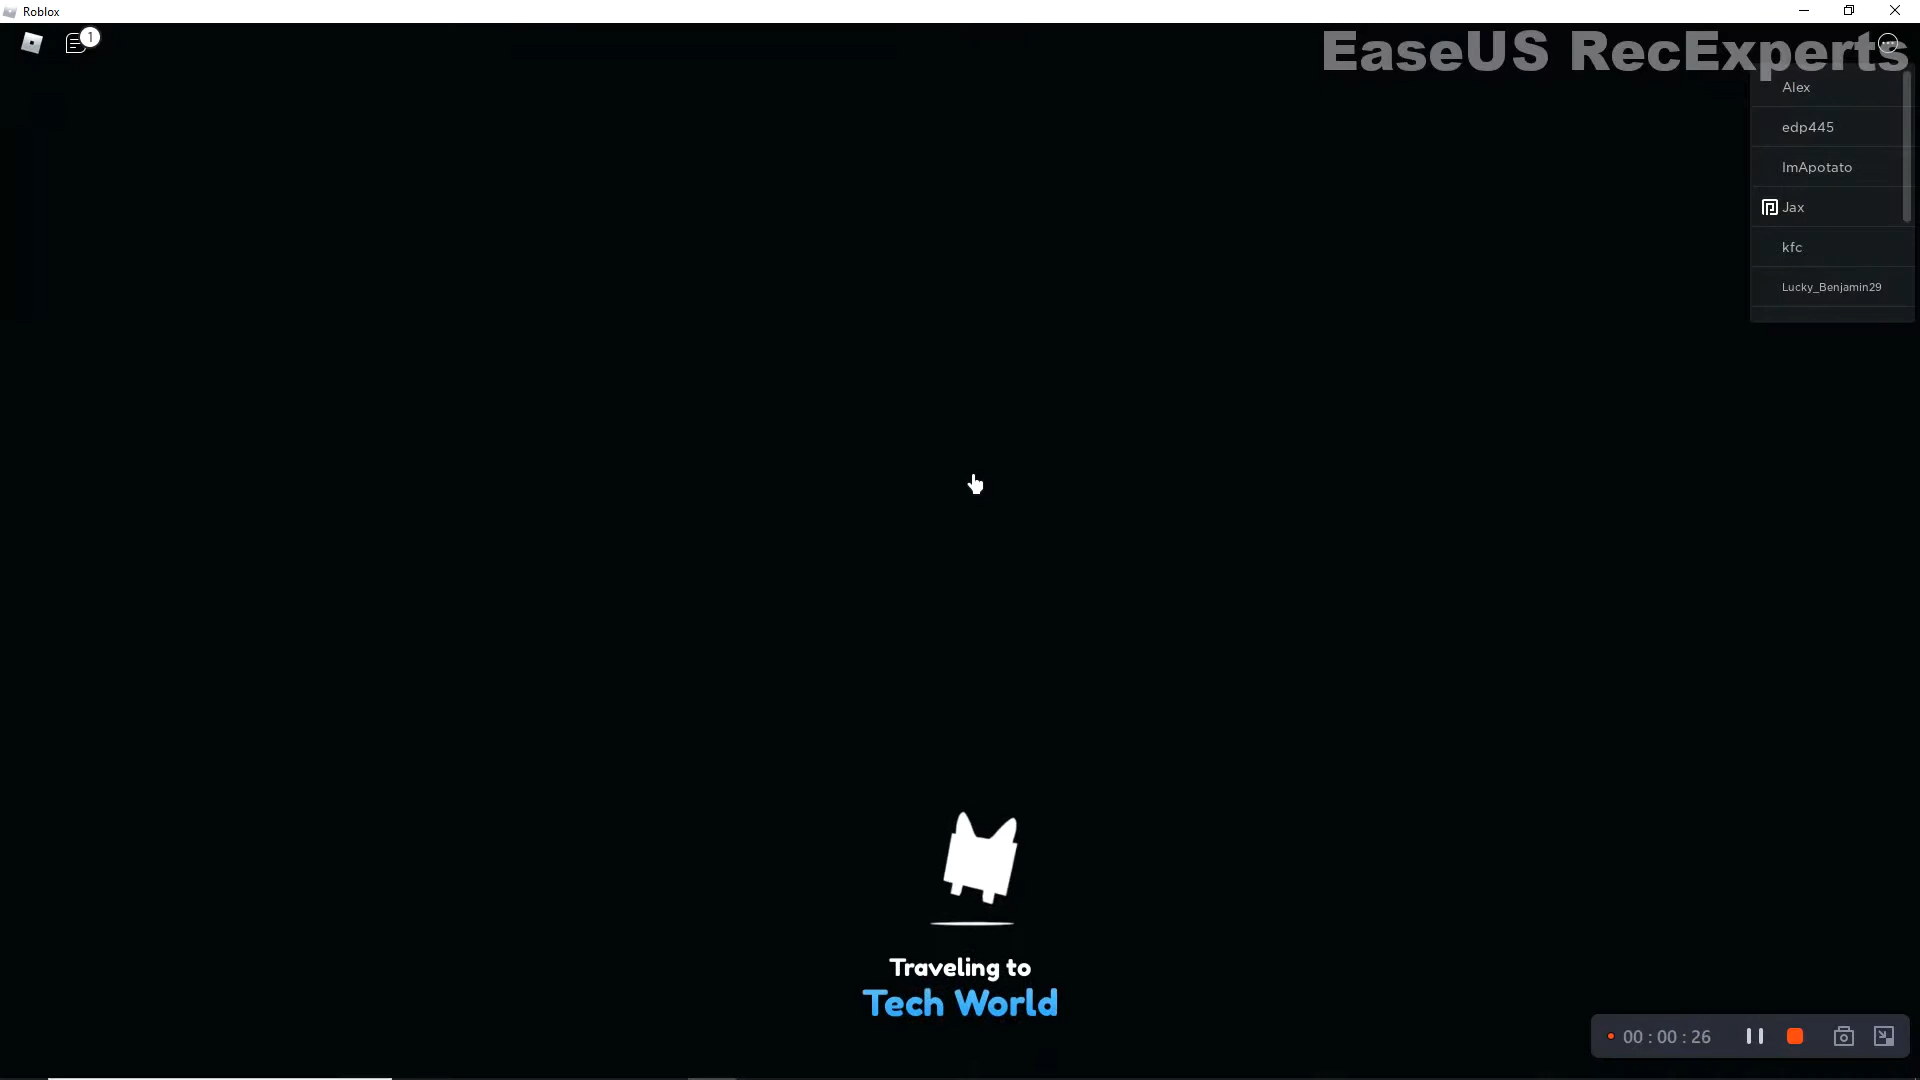 Roblox
1
EaseUS RecExperts
Alex
edp445
ImApotato
Jax
kfc
Lucky_Benjamin29
Traveling to
Tech World
00 : 00 : 26